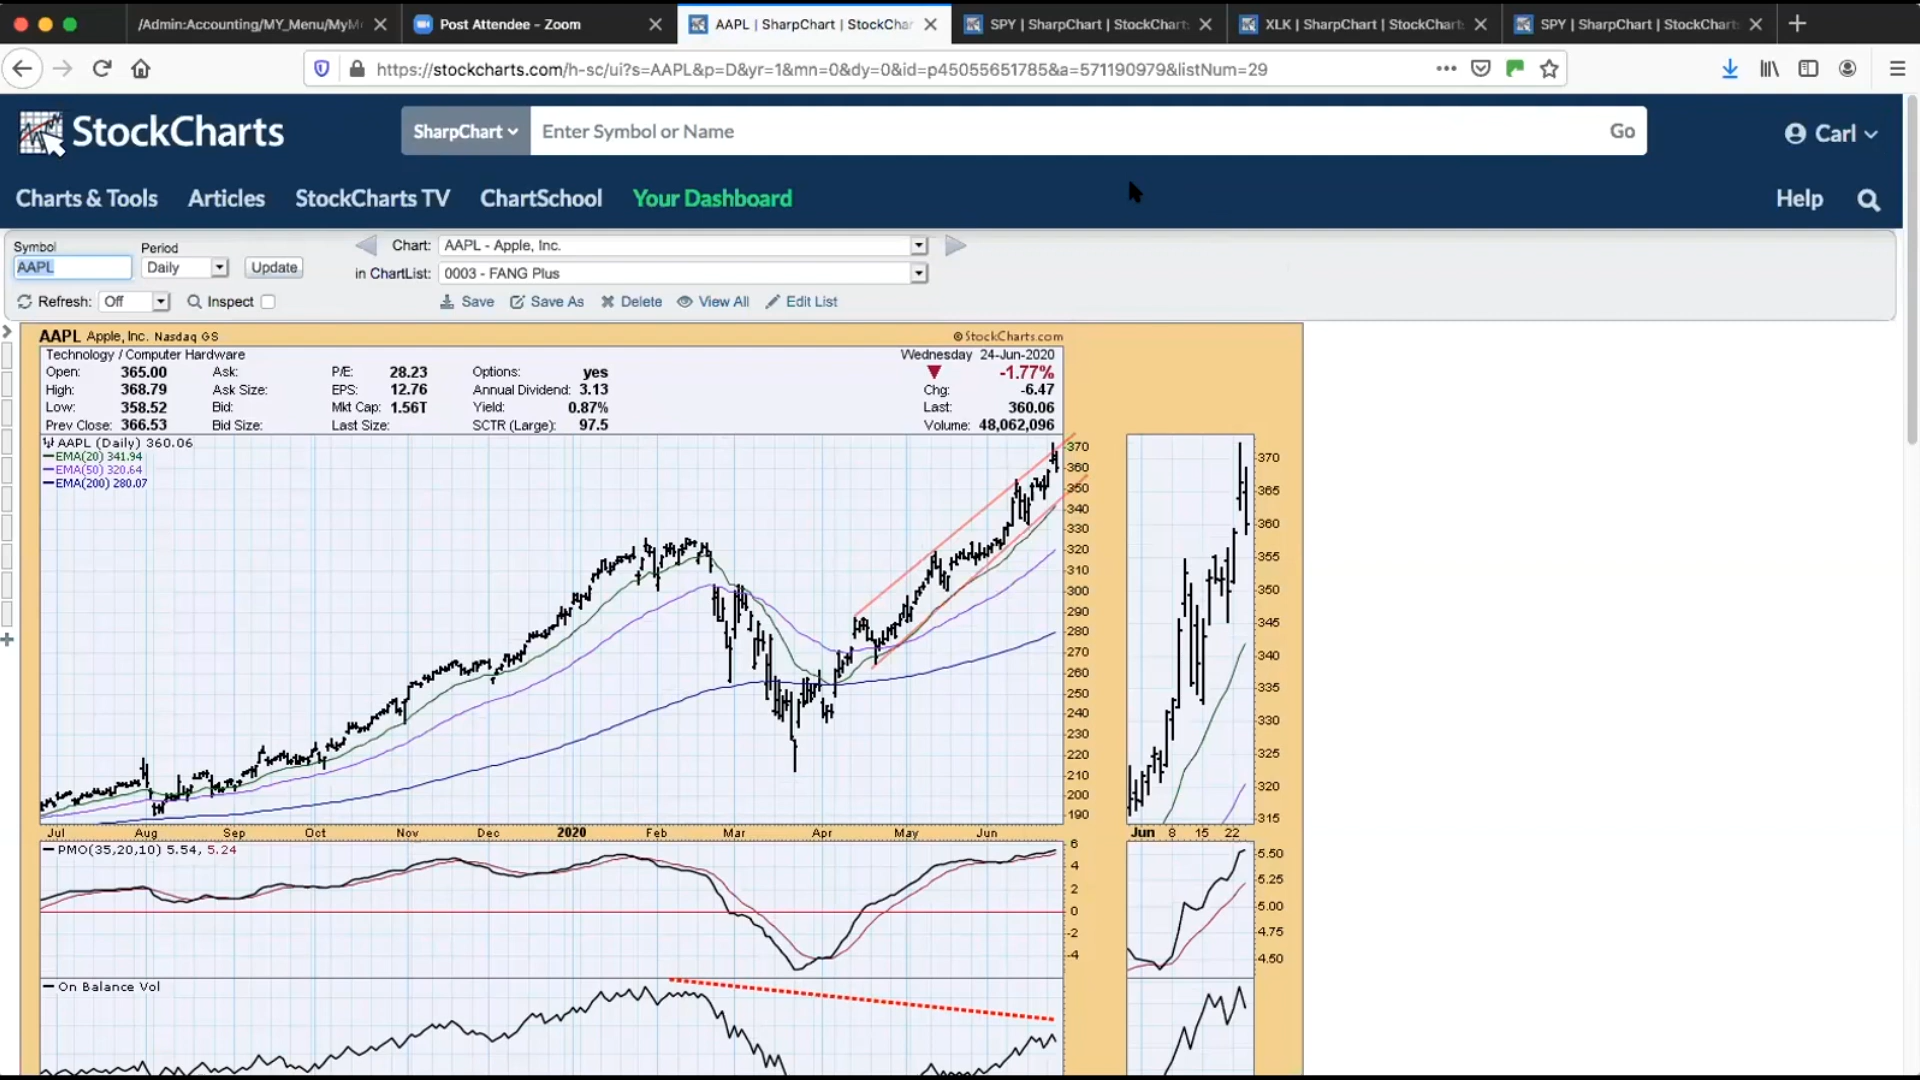 /Admin:Accounting/MY_Menu/MyM
Post Attendee - Zoom
AAPL | SharpChart | StockChar
SPY | SharpChart | StockCharts
XLK | SharpChart | StockCharts
SPY | SharpChart | StockCharts
https://stockcharts.com/h-sc/ui?s=AAPL&p=D&yr=1&mn=0&dy=0&id=p45055651785&a=571190979&listNum=29
StockCharts
SharpChart
Enter Symbol or Name
Go
Carl
Charts & Tools
Articles
StockCharts TV
ChartSchool
Your Dashboard
Help
Symbol
Period
Chart:
AAPL - Apple, Inc.
AAPL
Daily
Update
in ChartList:
0003 - FANG Plus
Refresh:
Off
Inspect
Save
Save As
Delete
View All
Edit List
AAPL Apple, Inc. Nasdaq GS
© StockCharts.com
Technology / Computer Hardware
Wednesday 24-Jun-2020
Open: 365.00 Ask: P/E: 28.23 Options: yes -1.77%
High: 368.79 Ask Size: EPS: 12.76 Annual Dividend: 3.13 Chg: -6.47
Low: 358.52 Bid: Mkt Cap: 1.56T Yield: 0.87% Last: 360.06
Prev Close: 366.53 Bid Size: Last Size: SCTR (Large): 97.5 Volume: 48,062,096
AAPL (Daily) 360.06
EMA(20) 341.94
EMA(50) 320.64
EMA(200) 280.07
370
360
350
340
330
320
310
300
290
280
270
260
250
240
230
220
210
200
190
370
365
360
355
350
345
340
335
330
325
320
315
Jul Aug Sep Oct Nov Dec 2020 Feb Mar Apr May Jun
Jun 8 15 22
PMO(35,20,10) 5.54, 5.24
6
4
2
0
-2
-4
5.50
5.25
5.00
4.75
4.50
On Balance Vol